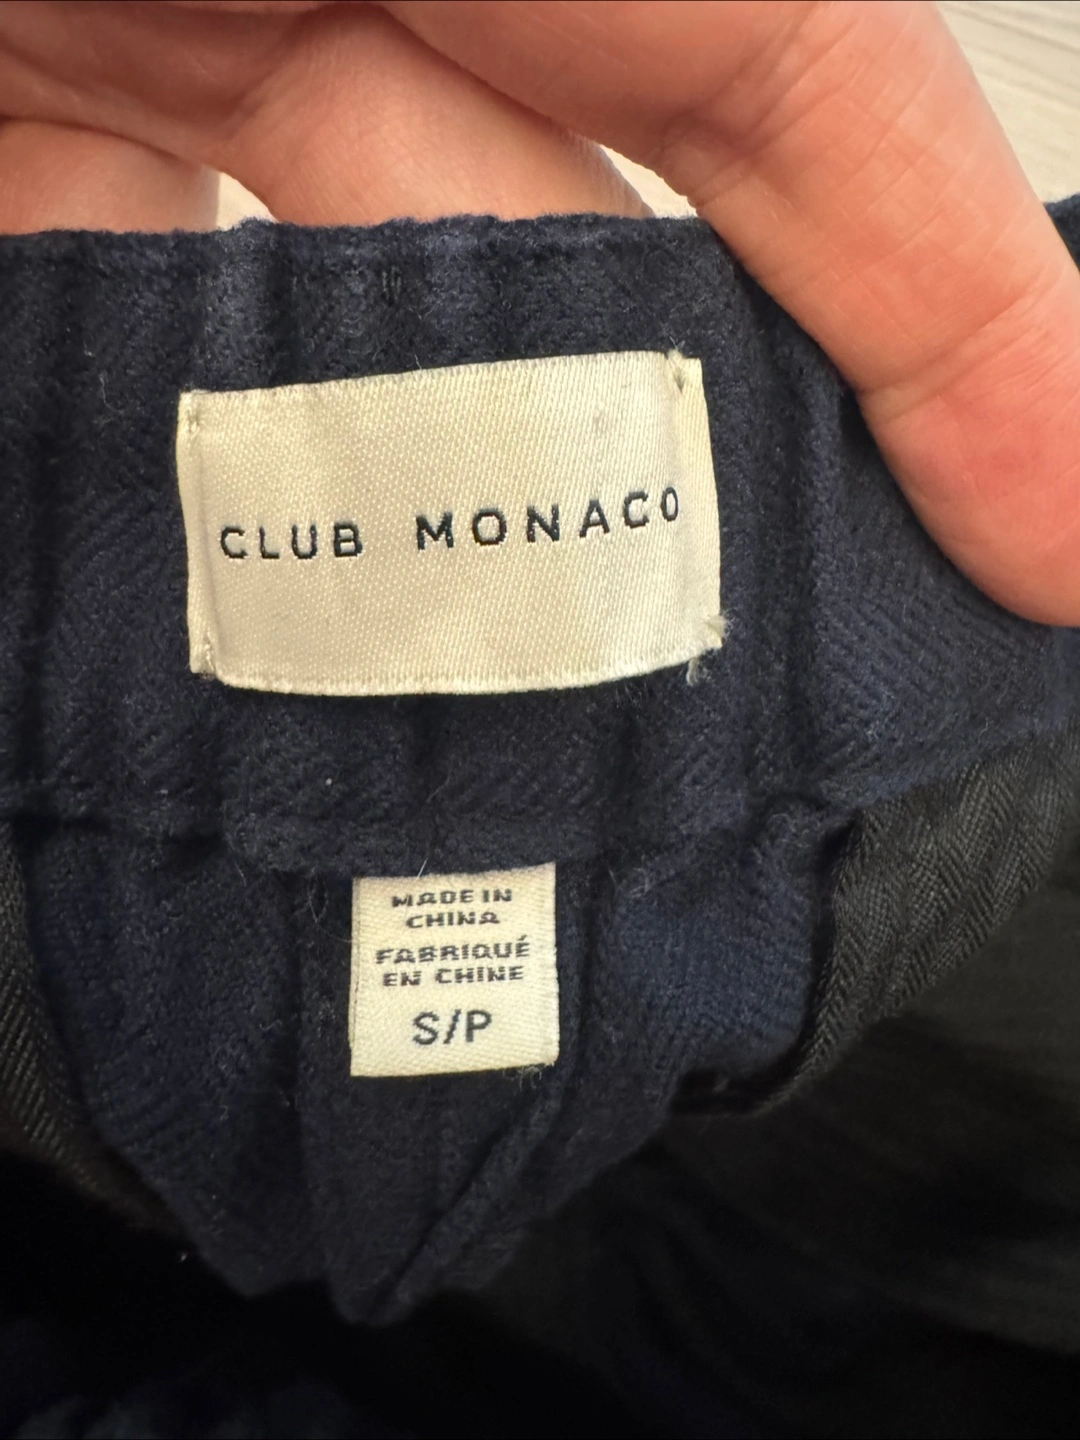 CLUB MONACO
MADE IN
CHINA
FABRIQUÉ
EN CHINE
S/P